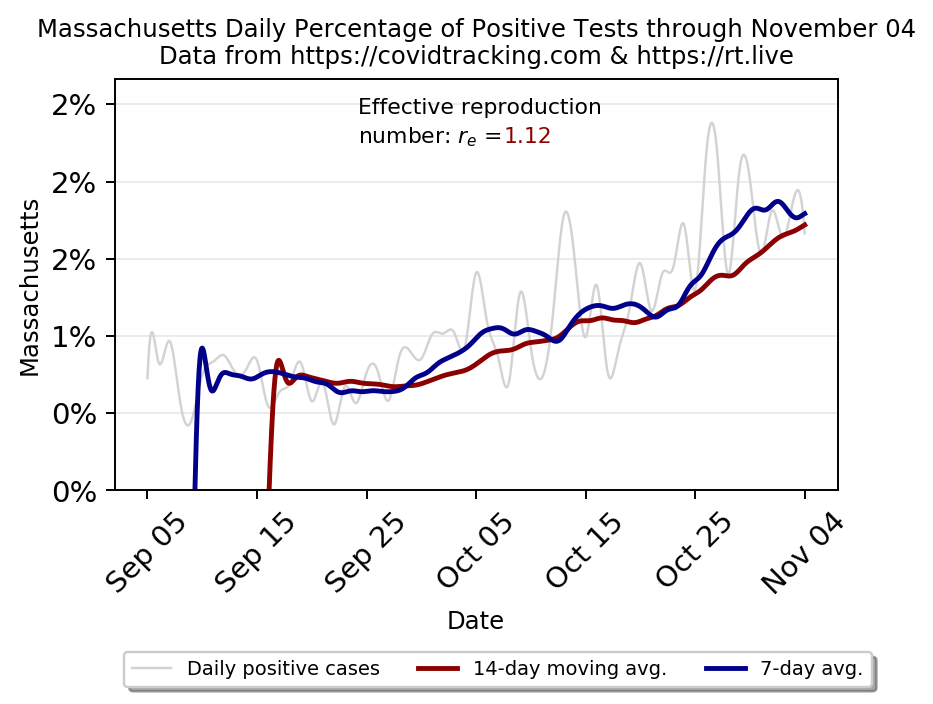 Massachusetts Daily Percentage of Positive Tests through November 04
Data from https://covidtracking.com & https://rt.live
Effective reproduction
number: rₑ =1.12
2%
2%
2%
1%
0%
0%
Massachusetts
Sep 05
Sep 15
Sep 25
Oct 05
Oct 15
Oct 25
Nov 04
Date
Daily positive cases
14-day moving avg.
7-day avg.